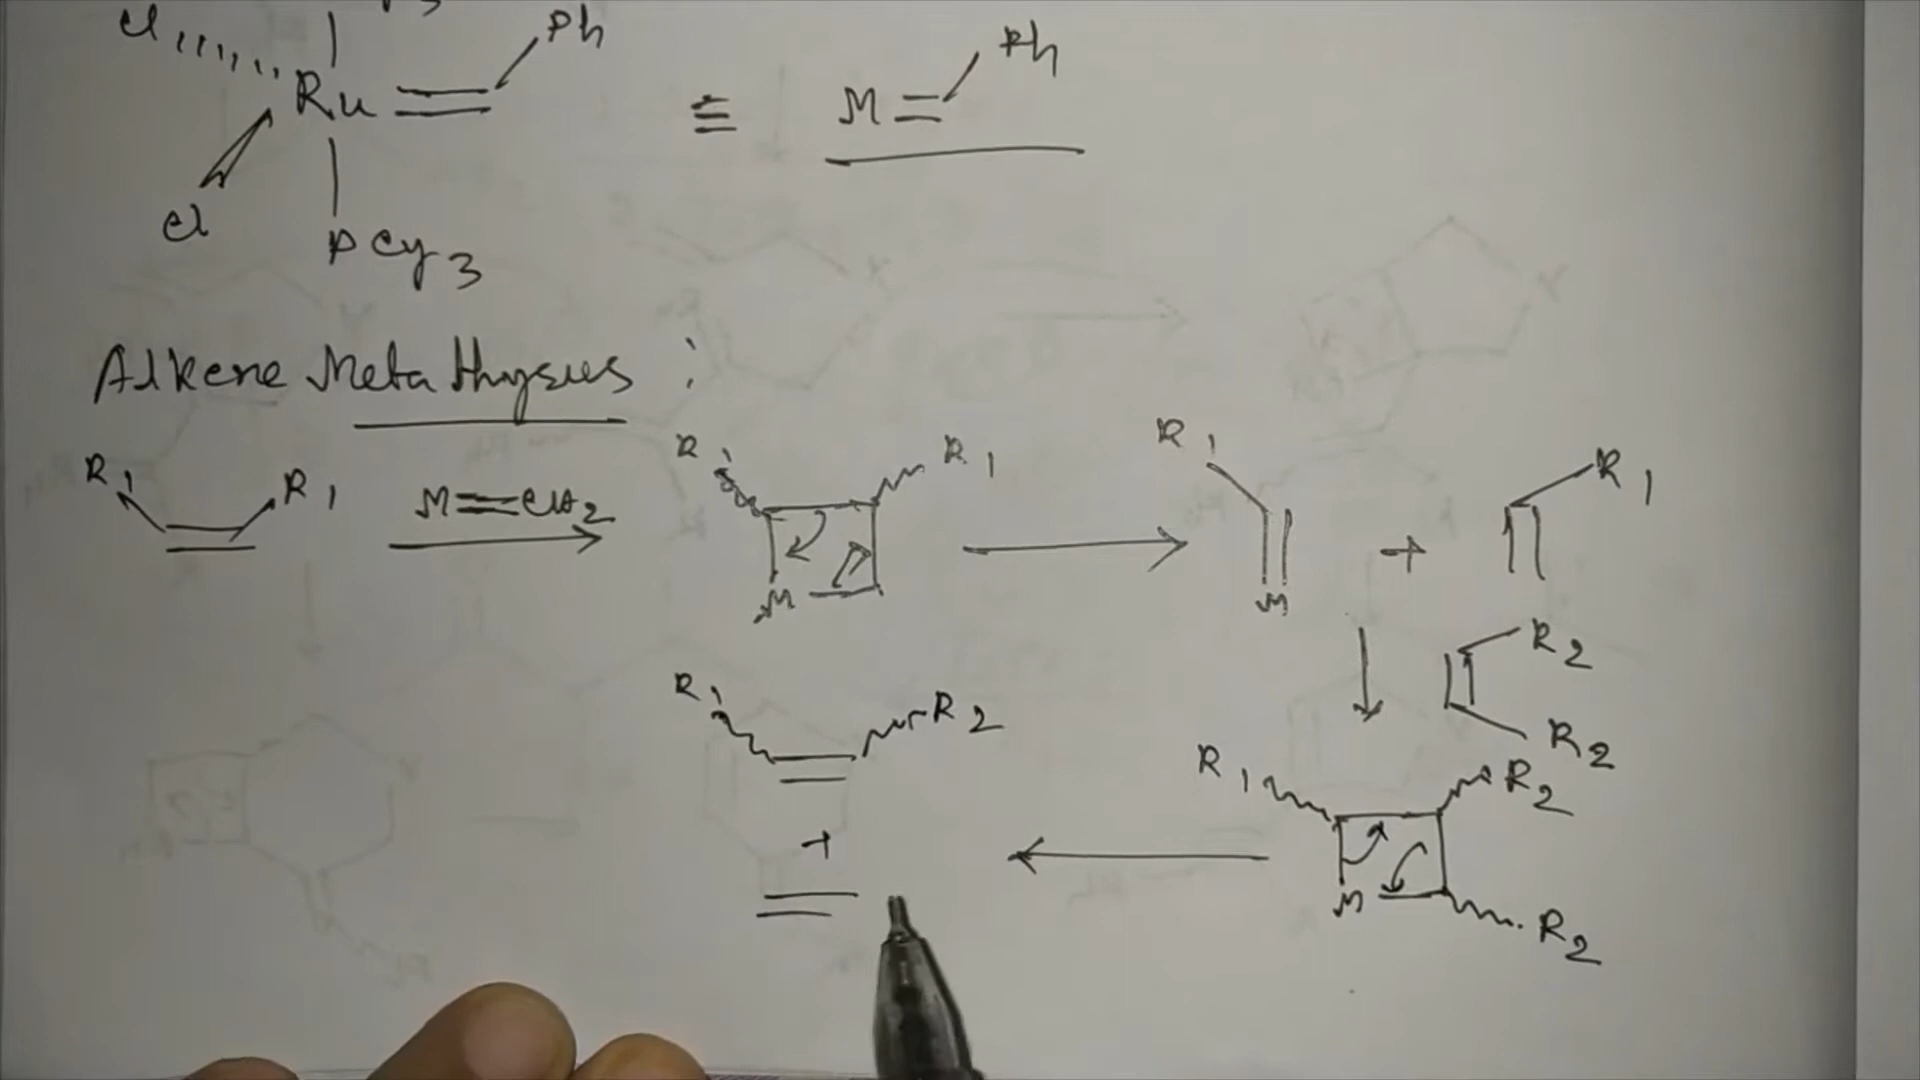 Cl
Ph
Ru
≡
M
Ph
Cl
PCy3
Alkene Metathysies :
R1
R1
M=CH2
R1
R1
M
R1
M
+
R1
R2
R2
R1
R2
+
R1
R2
M
R2